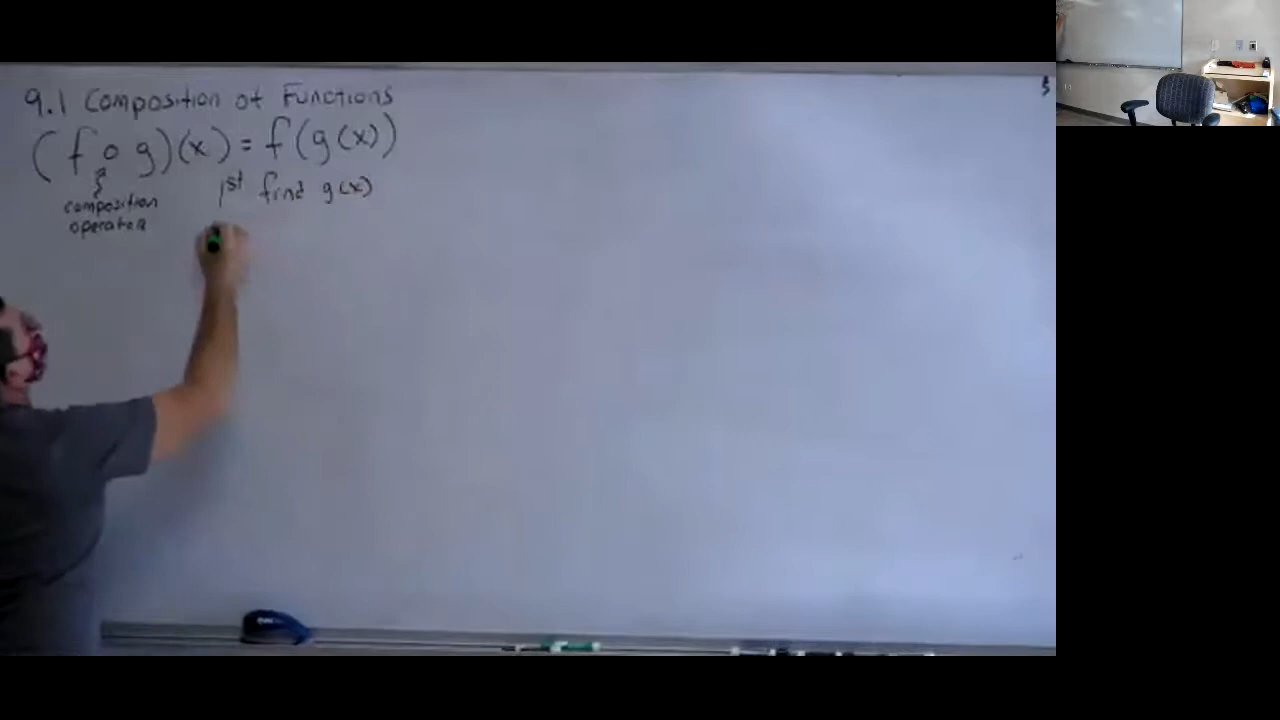 9.1 Composition of Functions
(f ∘ g)(x) = f(g(x))
1st find g(x)
composition
operator